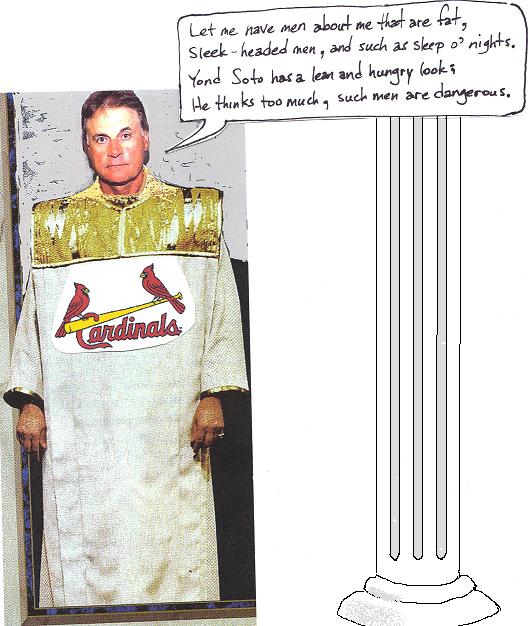 Let me have men about me that are fat,
Sleek-headed men, and such as sleep o' nights.
Yond Soto has a lean and hungry look;
He thinks too much, such men are dangerous.
Cardinals